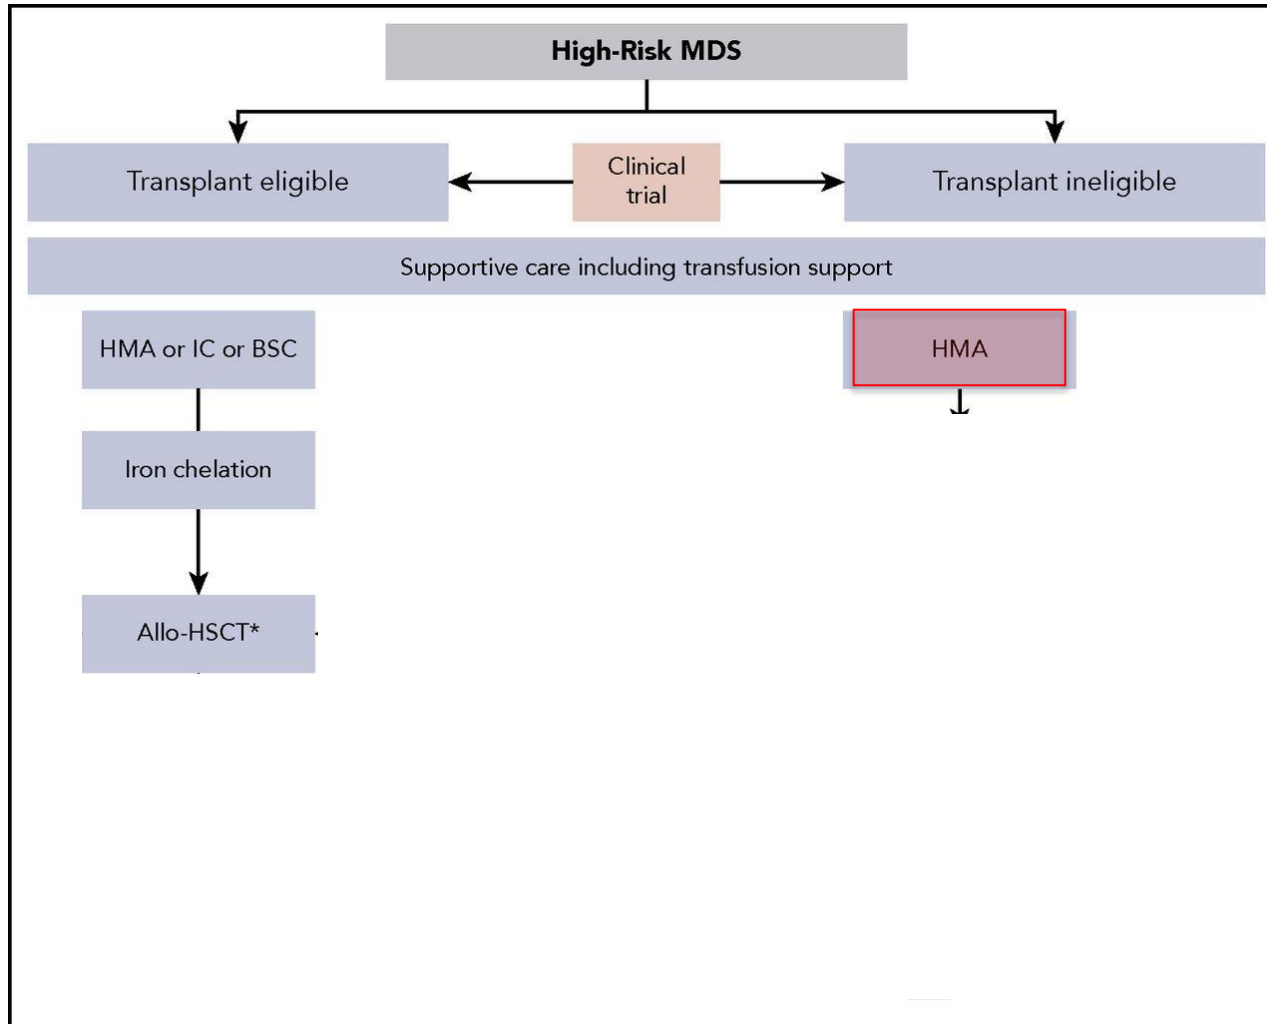 High-Risk MDS
Transplant eligible
Clinical
trial
Transplant ineligible
Supportive care including transfusion support
HMA or IC or BSC
HMA
Iron chelation
Allo-HSCT*